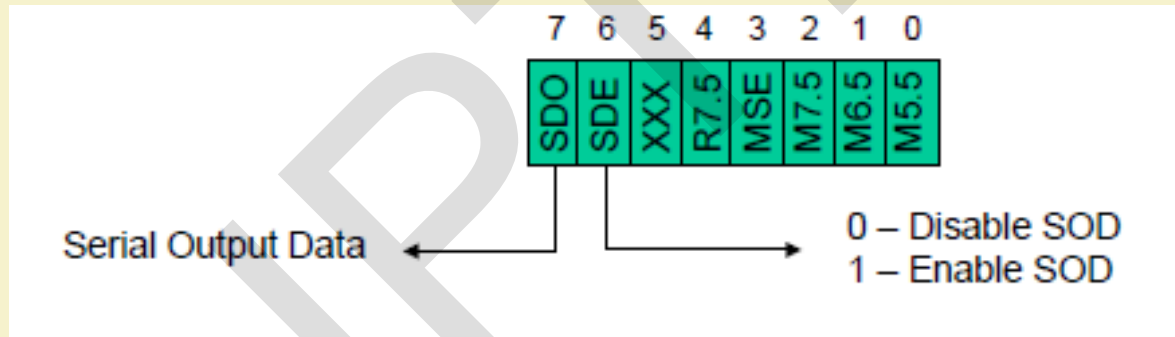 7 6 5 4 3 2 1 0
SDO SDE XXX R7.5 MSE M7.5 M6.5 M5.5
Serial Output Data
0 – Disable SOD
1 – Enable SOD